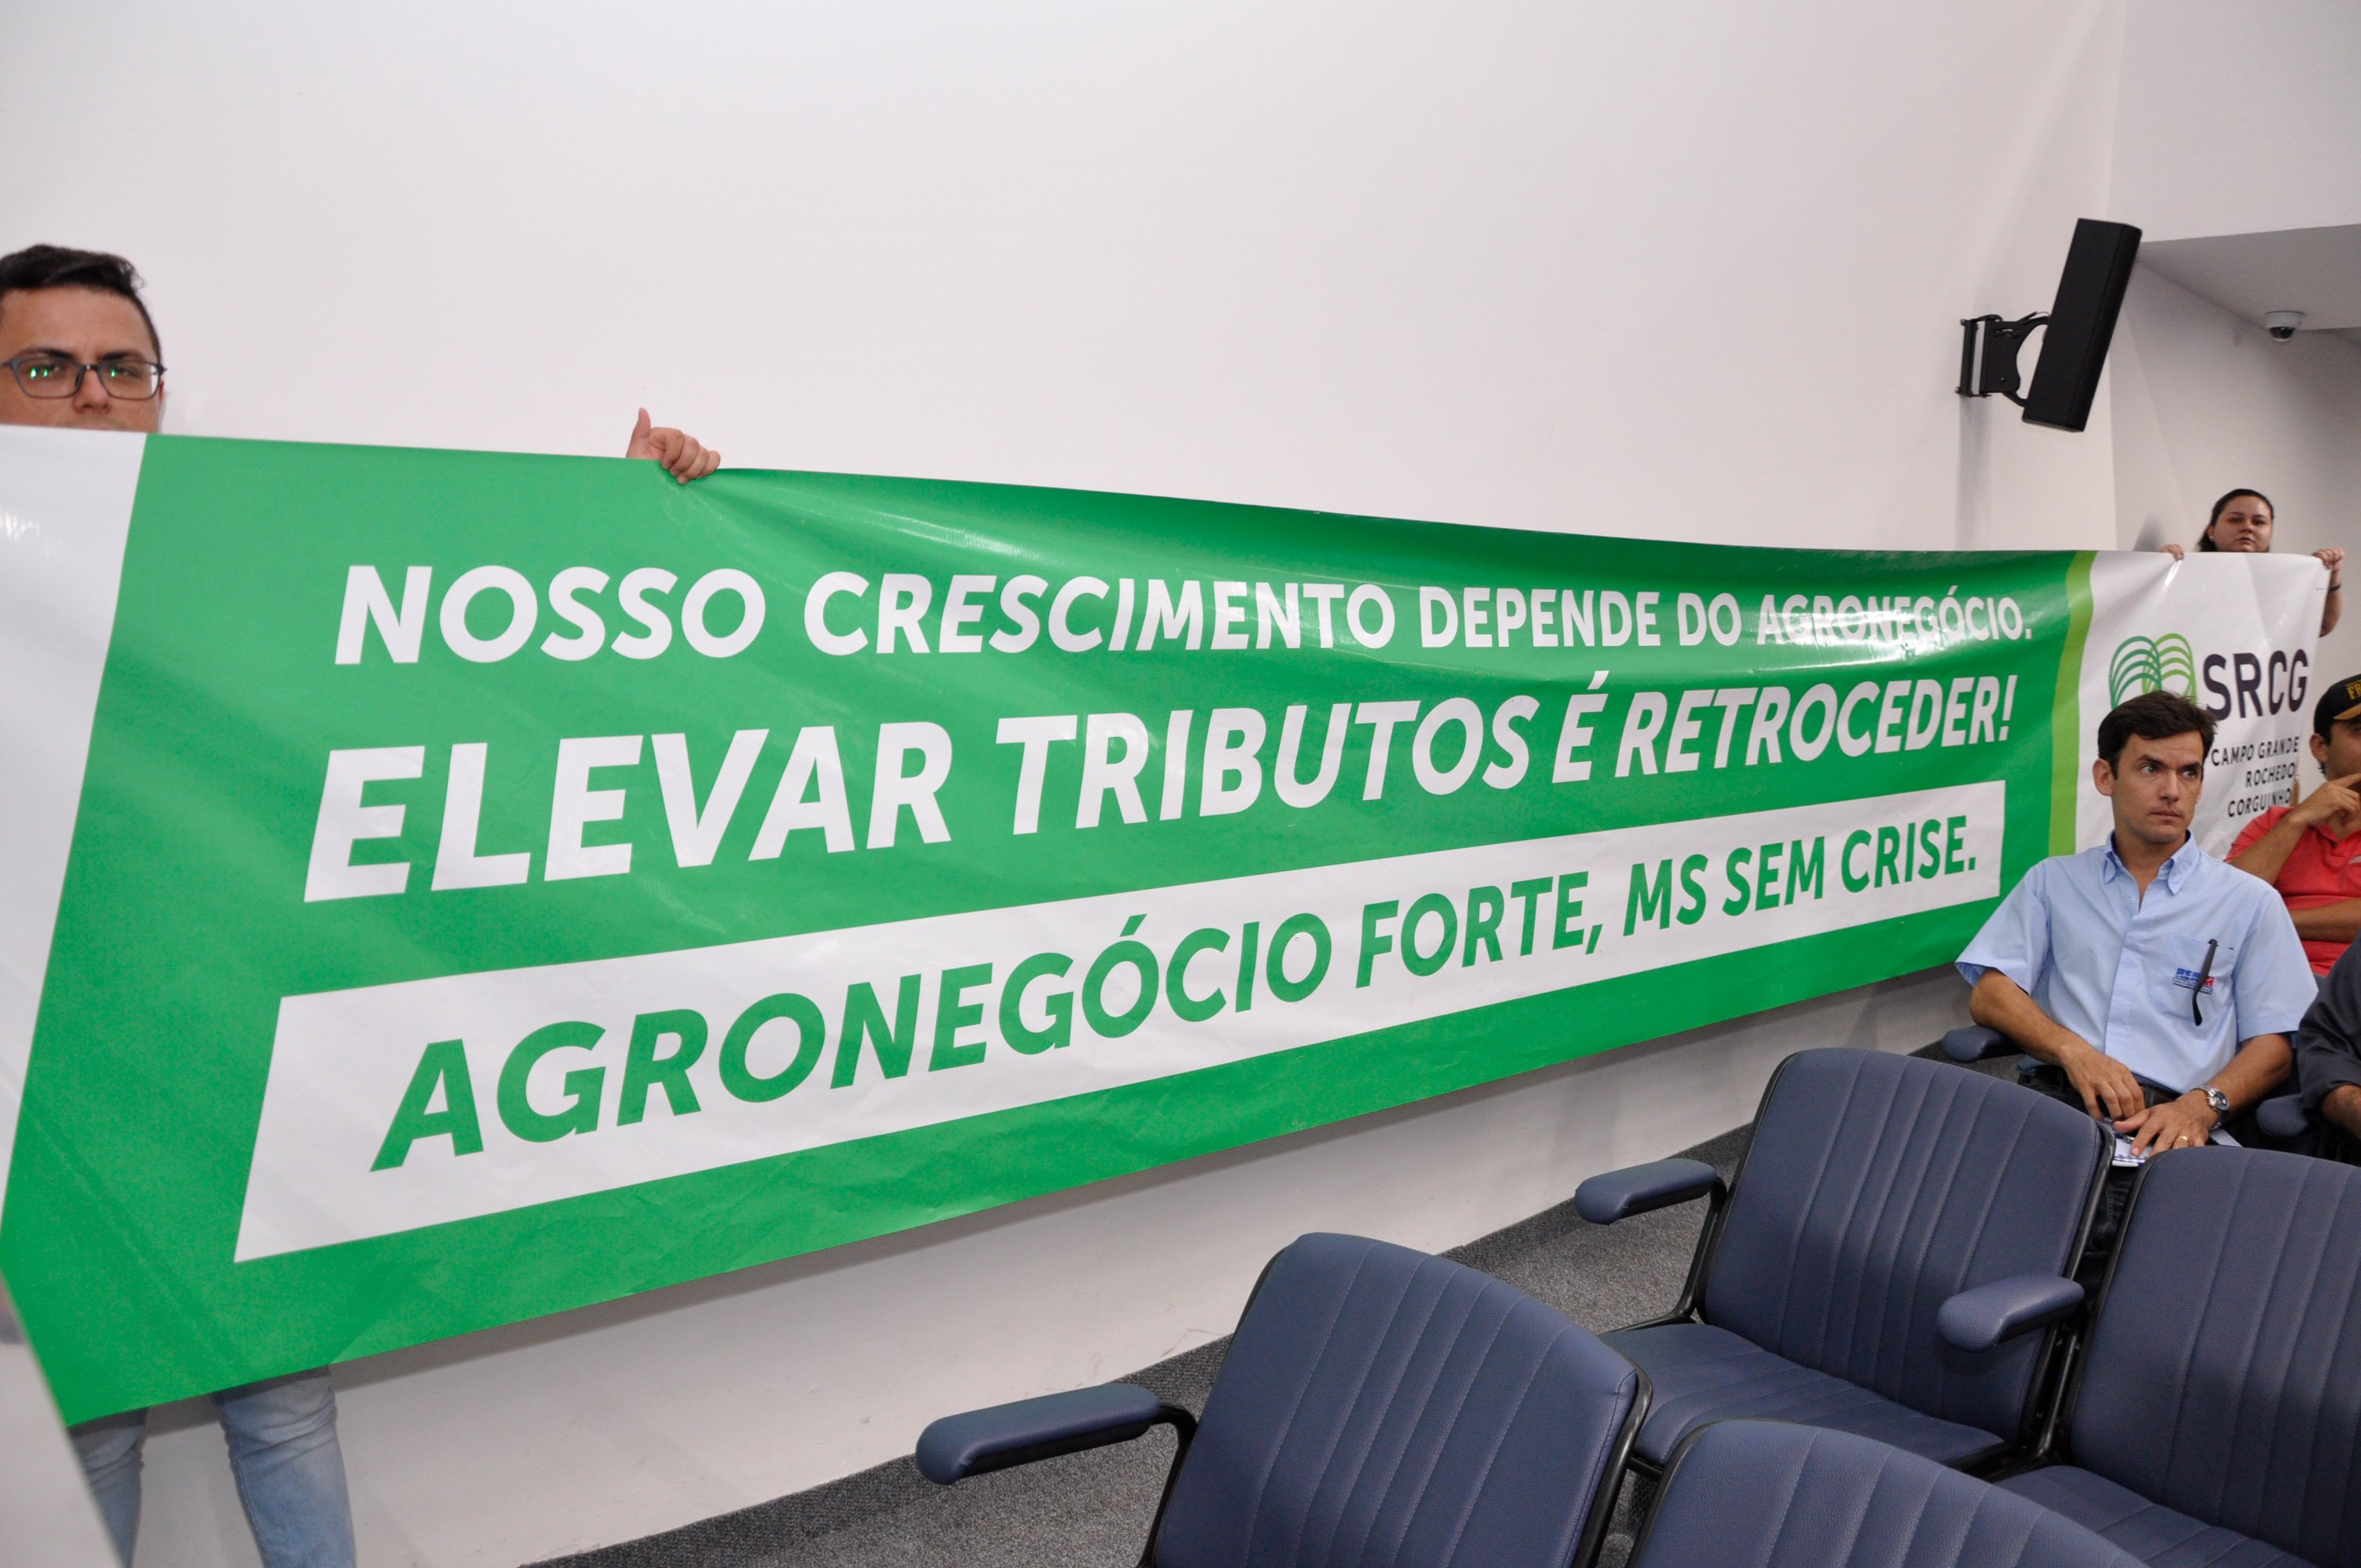 NOSSO CRESCIMENTO DEPENDE DO AGRONEGÓCIO.
ELEVAR TRIBUTOS É RETROCEDER!
AGRONEGÓCIO FORTE, MS SEM CRISE.
SRCG
CAMPO GRANDE
ROCHEDO
CORGUINHO